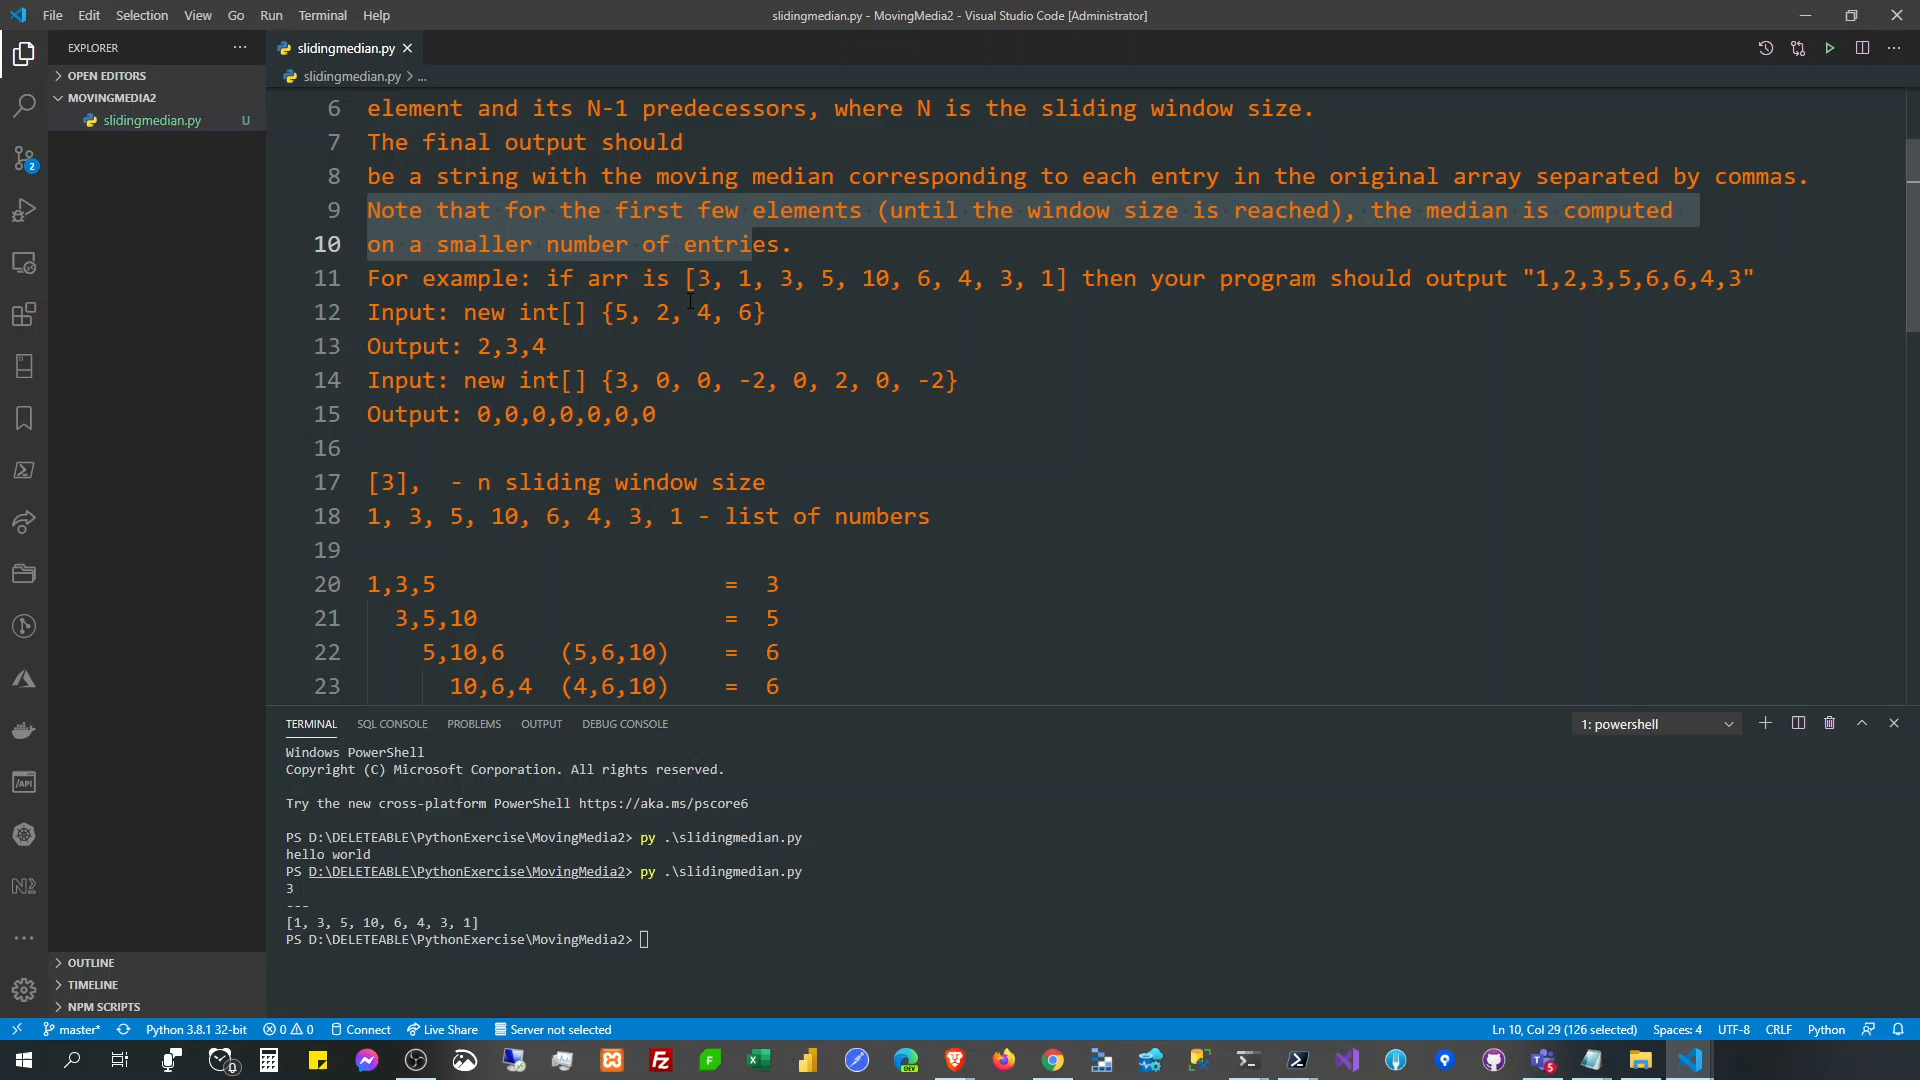 File Edit Selection View Go Run Terminal Help
slidingmedian.py - MovingMedia2 - Visual Studio Code [Administrator]
EXPLORER
OPEN EDITORS
MOVINGMEDIA2
slidingmedian.py U
2
OUTLINE
TIMELINE
NPM SCRIPTS
slidingmedian.py
slidingmedian.py > ...
6 element and its N-1 predecessors, where N is the sliding window size.
7 The final output should
8 be a string with the moving median corresponding to each entry in the original array separated by commas.
9 Note that for the first few elements (until the window size is reached), the median is computed
10 on a smaller number of entries.
11 For example: if arr is [3, 1, 3, 5, 10, 6, 4, 3, 1] then your program should output "1,2,3,5,6,6,4,3"
12 Input: new int[] {5, 2, 4, 6}
13 Output: 2,3,4
14 Input: new int[] {3, 0, 0, -2, 0, 2, 0, -2}
15 Output: 0,0,0,0,0,0,0
16
17 [3],  - n sliding window size
18 1, 3, 5, 10, 6, 4, 3, 1 - list of numbers
19
20 1,3,5 = 3
21 3,5,10 = 5
22 5,10,6 (5,6,10) = 6
23 10,6,4 (4,6,10) = 6
TERMINAL SQL CONSOLE PROBLEMS OUTPUT DEBUG CONSOLE
1: powershell
Windows PowerShell
Copyright (C) Microsoft Corporation. All rights reserved.
Try the new cross-platform PowerShell https://aka.ms/pscore6
PS D:\DELETEABLE\PythonExercise\MovingMedia2> py .\slidingmedian.py
hello world
PS D:\DELETEABLE\PythonExercise\MovingMedia2> py .\slidingmedian.py
3
---
[1, 3, 5, 10, 6, 4, 3, 1]
PS D:\DELETEABLE\PythonExercise\MovingMedia2>
master* Python 3.8.1 32-bit 0 0 Connect Live Share Server not selected
Ln 10, Col 29 (126 selected) Spaces: 4 UTF-8 CRLF Python